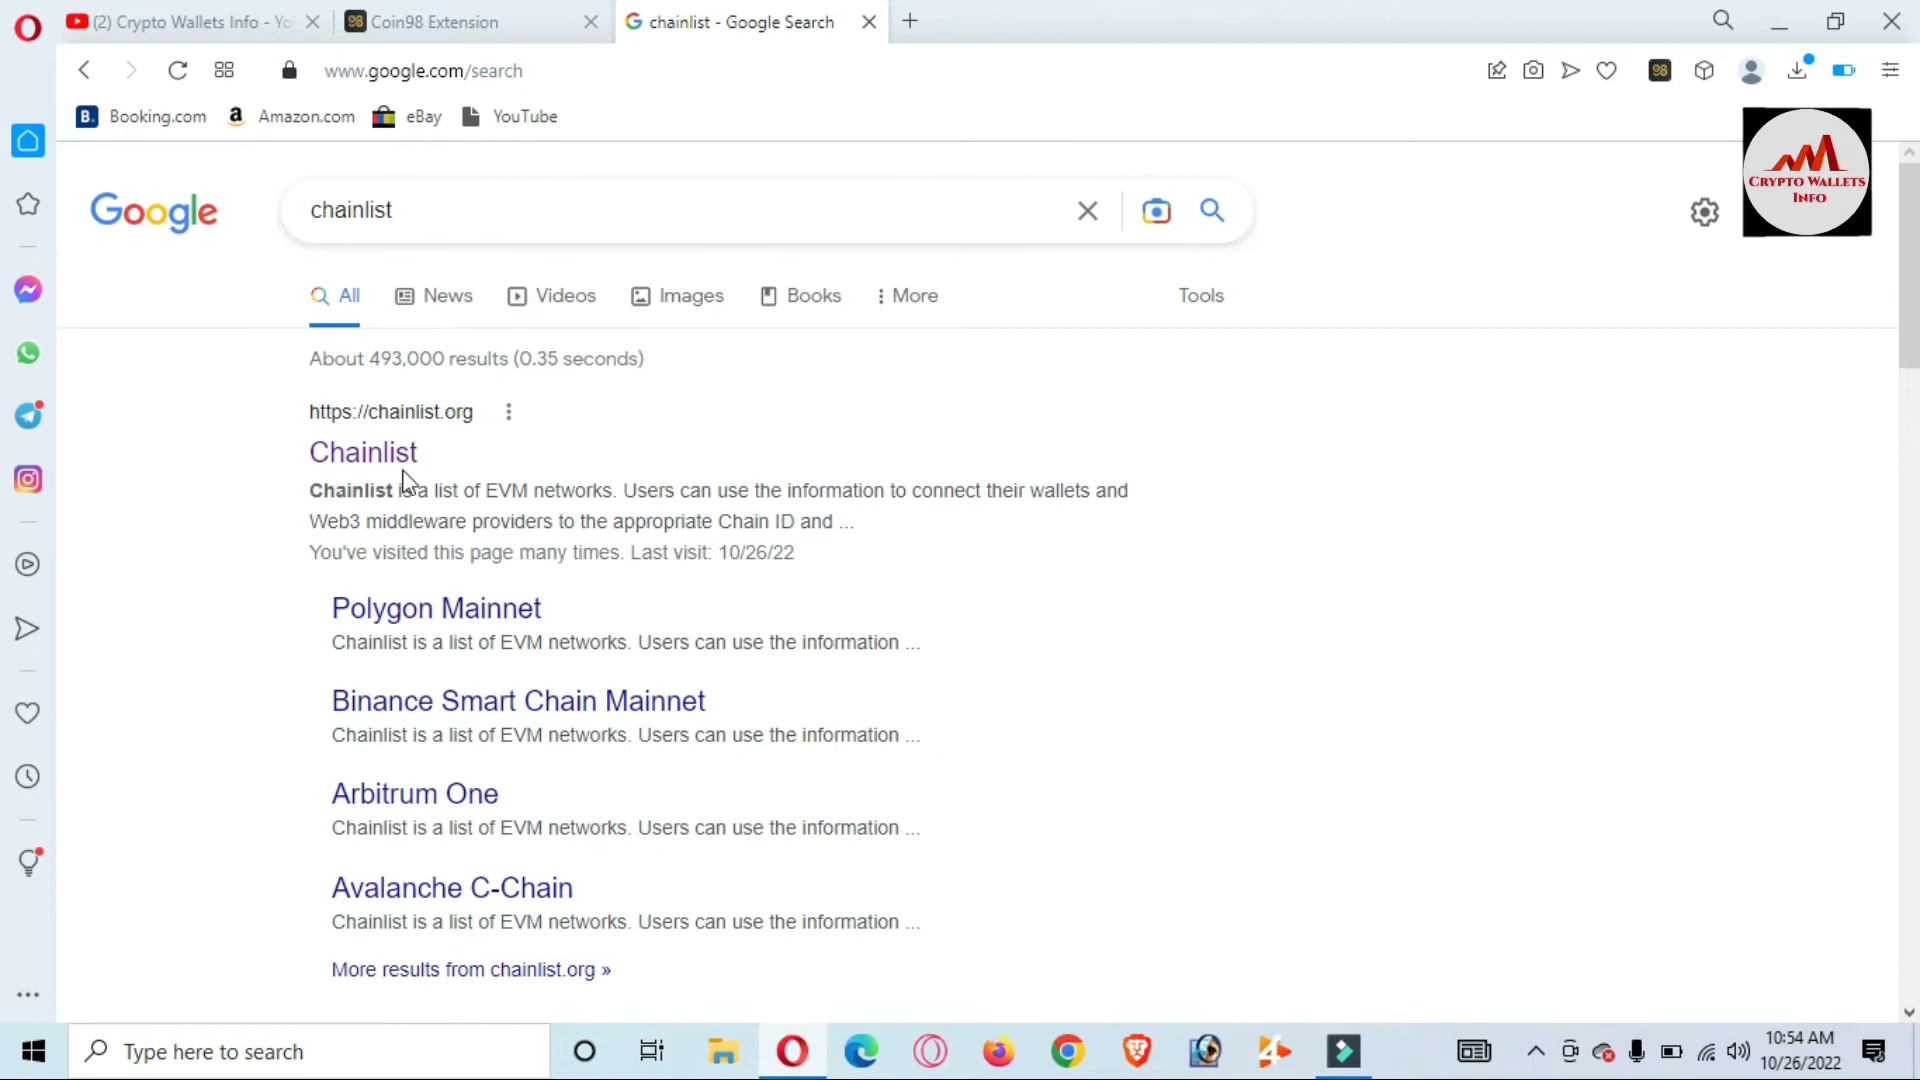 (2) Crypto Wallets Info - Yo
98 Coin98 Extension
chainlist - Google Search
www.google.com/search
98
B. Booking.com
a Amazon.com
eBay
YouTube
CRYPTO WALLETS
INFO
Google
chainlist
All
News
Videos
Images
Books
More
Tools
About 493,000 results (0.35 seconds)
https://chainlist.org
Chainlist
Chainlist is a list of EVM networks. Users can use the information to connect their wallets and
Web3 middleware providers to the appropriate Chain ID and ...
You've visited this page many times. Last visit: 10/26/22
Polygon Mainnet
Chainlist is a list of EVM networks. Users can use the information ...
Binance Smart Chain Mainnet
Chainlist is a list of EVM networks. Users can use the information ...
Arbitrum One
Chainlist is a list of EVM networks. Users can use the information ...
Avalanche C-Chain
Chainlist is a list of EVM networks. Users can use the information ...
More results from chainlist.org »
Type here to search
10:54 AM
10/26/2022